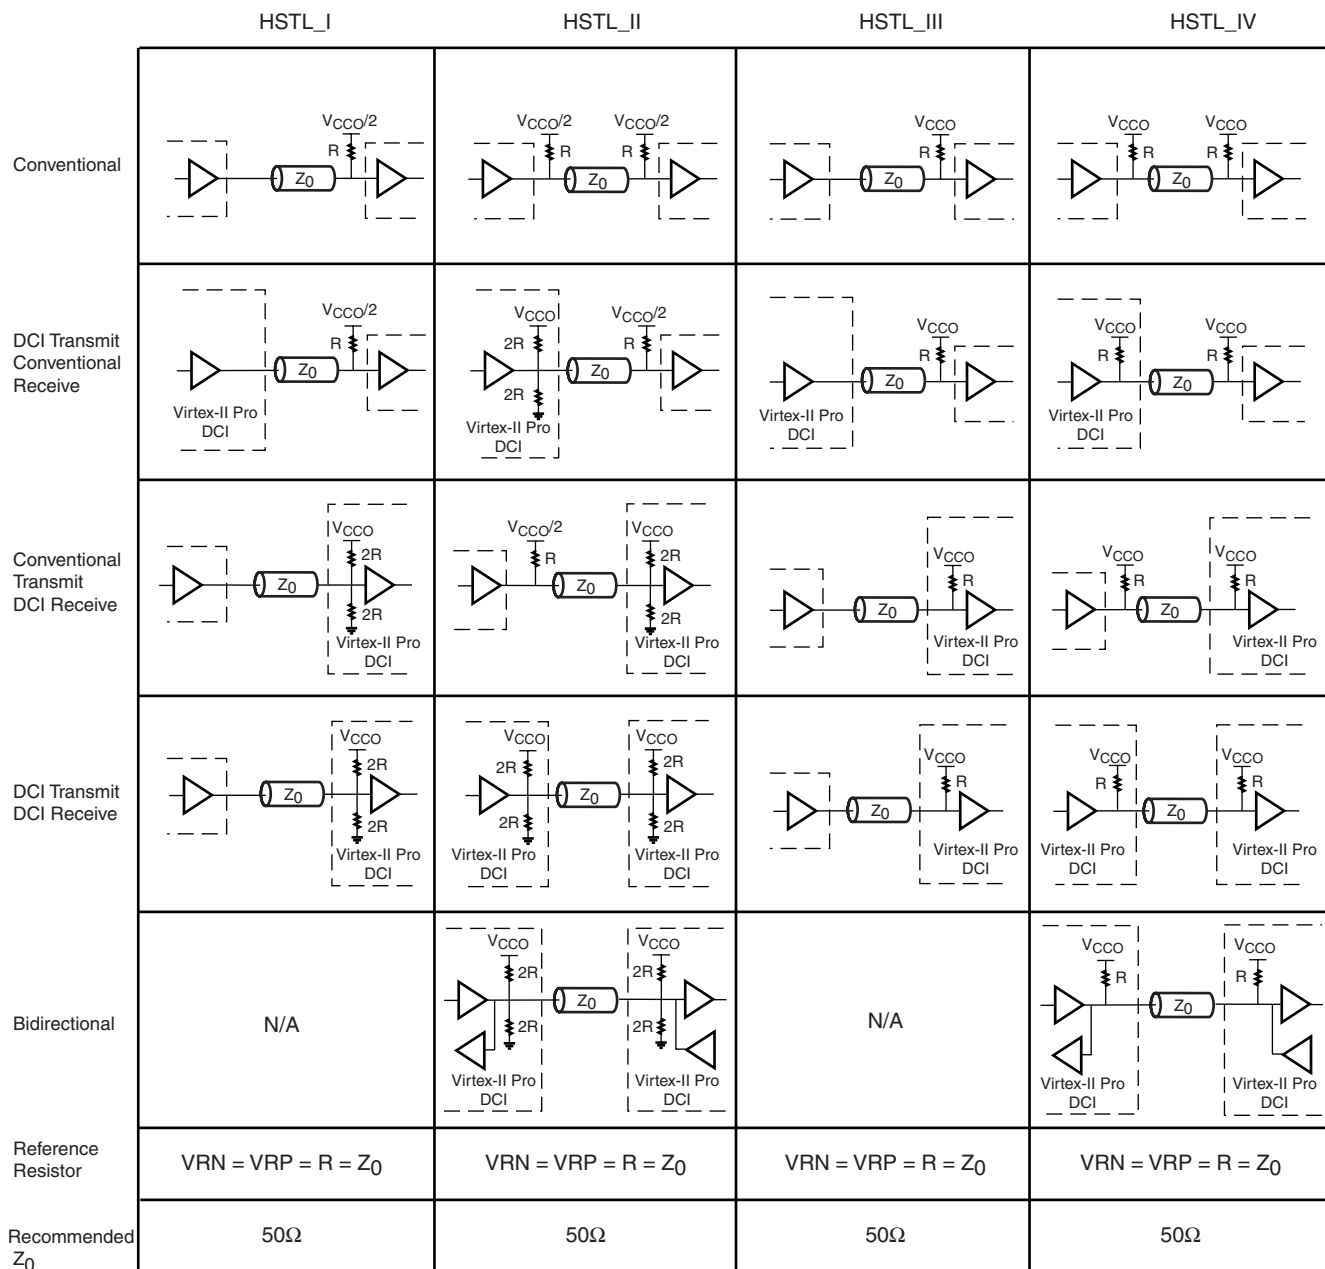 HSTL_I HSTL_II HSTL_III HSTL_IV
Conventional
VCCO/2
R
Z0
VCCO/2 VCCO/2
R R
Z0
VCCO
R
Z0
VCCO VCCO
R R
Z0
DCI Transmit
Conventional
Receive
VCCO/2
R
Z0
Virtex-II Pro
DCI
VCCO VCCO/2
2R R
Z0
2R
Virtex-II Pro
DCI
VCCO
R
Z0
Virtex-II Pro
DCI
VCCO VCCO
R R
Z0
Virtex-II Pro
DCI
Conventional
Transmit
DCI Receive
VCCO
2R
Z0
2R
Virtex-II Pro
DCI
VCCO/2 VCCO
R 2R
Z0
2R
Virtex-II Pro
DCI
VCCO
R
Z0
Virtex-II Pro
DCI
VCCO VCCO
R R
Z0
Virtex-II Pro
DCI
DCI Transmit
DCI Receive
VCCO
2R
Z0
2R
Virtex-II Pro
DCI
VCCO VCCO
2R 2R
Z0
2R 2R
Virtex-II Pro Virtex-II Pro
DCI DCI
VCCO
R
Z0
Virtex-II Pro
DCI
VCCO VCCO
R R
Z0
Virtex-II Pro Virtex-II Pro
DCI DCI
Bidirectional
N/A
VCCO VCCO
2R 2R
Z0
2R 2R
Virtex-II Pro Virtex-II Pro
DCI DCI
N/A
VCCO VCCO
R R
Z0
Virtex-II Pro Virtex-II Pro
DCI DCI
Reference
Resistor
VRN = VRP = R = Z0 VRN = VRP = R = Z0 VRN = VRP = R = Z0 VRN = VRP = R = Z0
Recommended
Z0
50Ω 50Ω 50Ω 50Ω